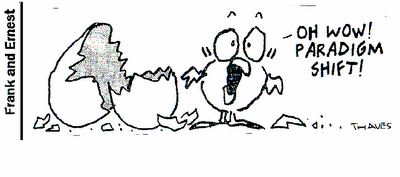 Frank and Ernest
OH WOW!
PARADIGM
SHIFT!
THAVES